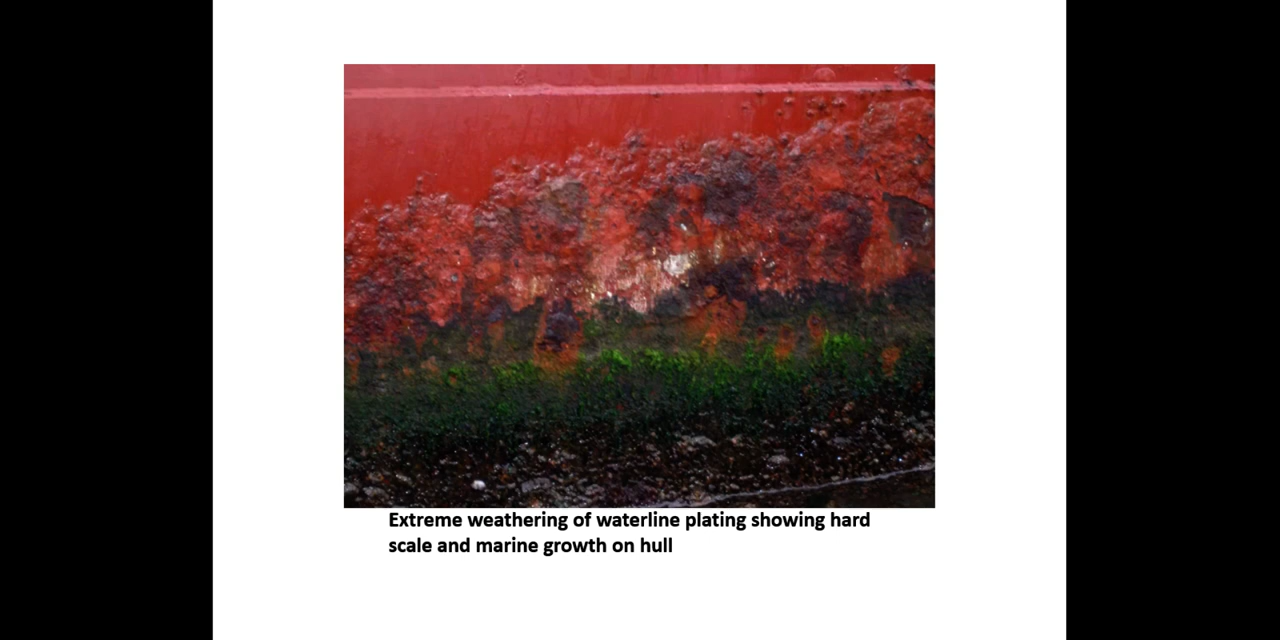 Extreme weathering of waterline plating showing hard
scale and marine growth on hull